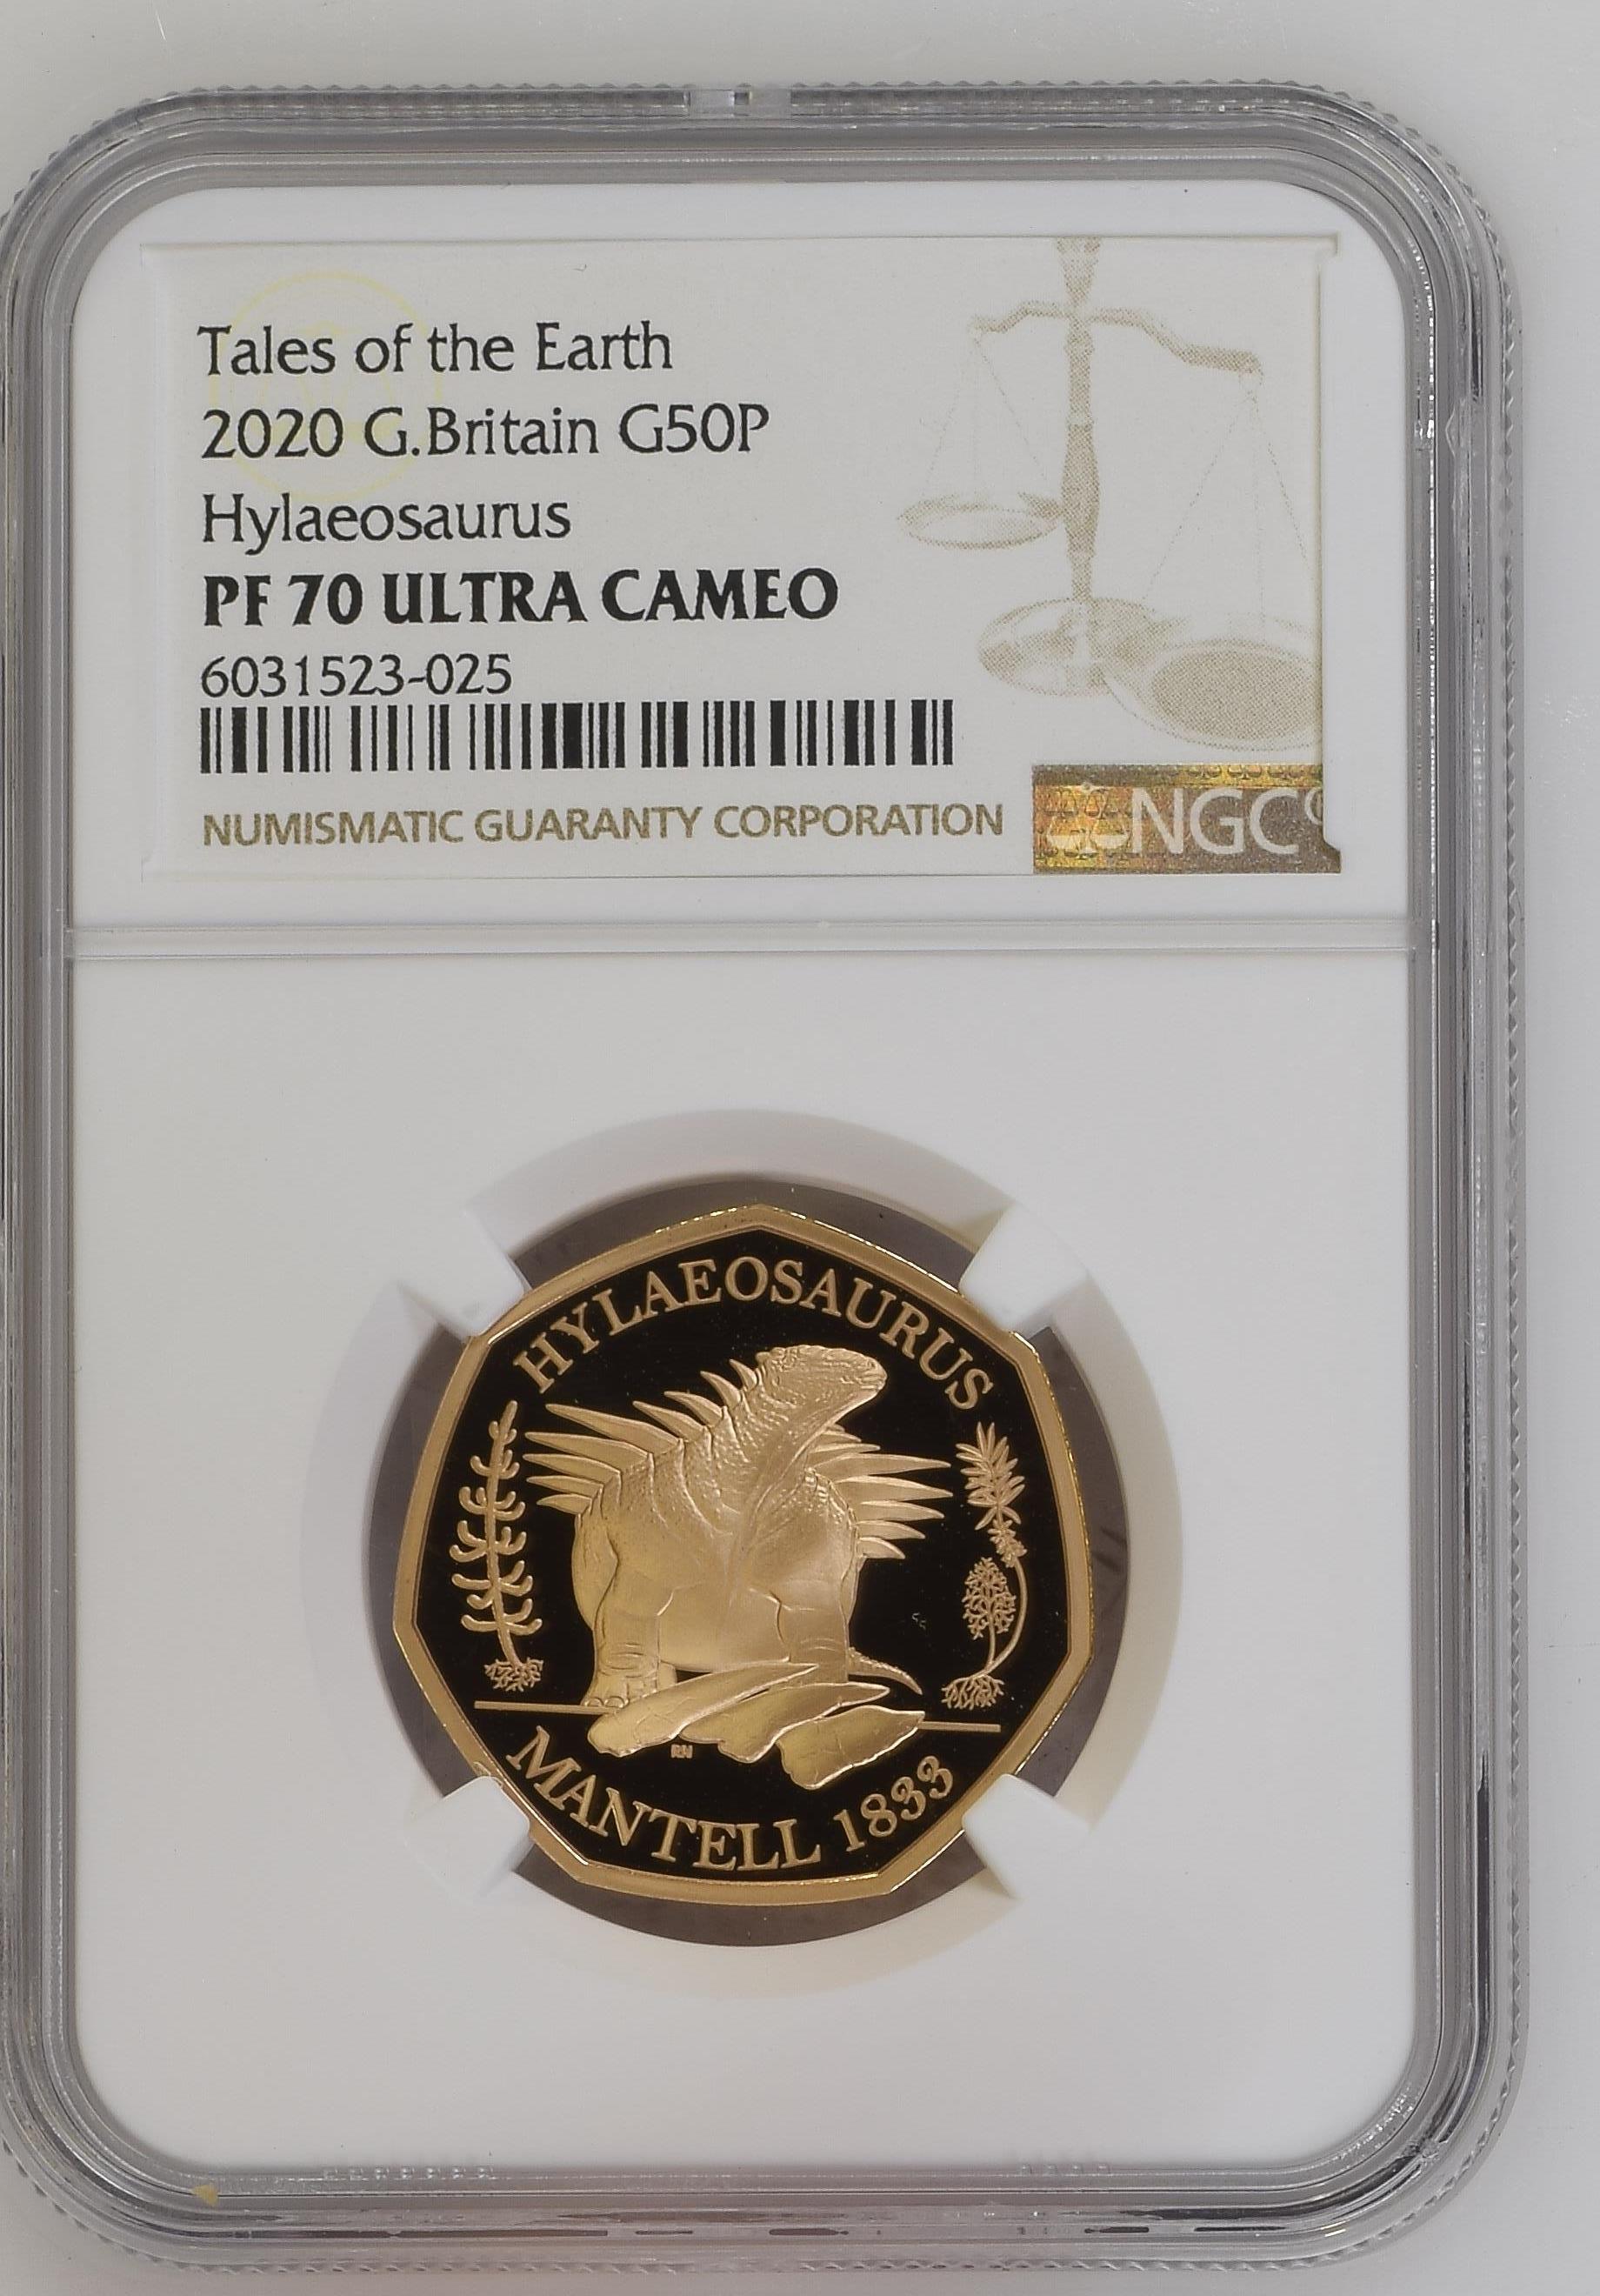 Tales of the Earth
2020 G.Britain G50P
Hylaeosaurus
PF 70 ULTRA CAMEO
6031523-025
NUMISMATIC GUARANTY CORPORATION
NGC
HYLAEOSAURUS
RN
MANTELL 1833